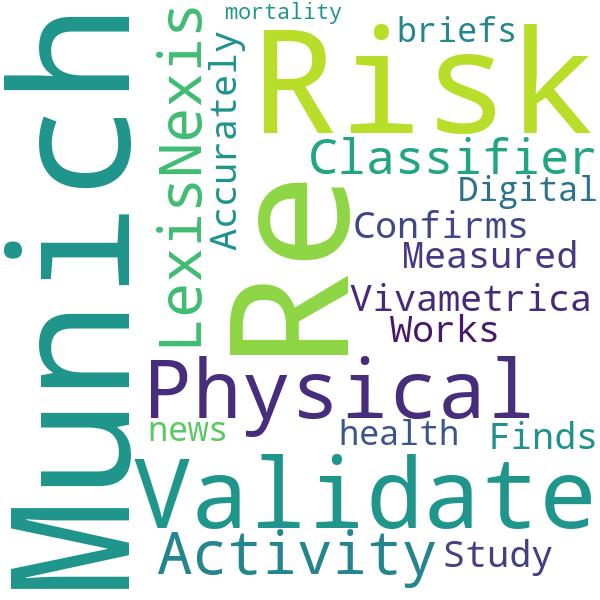 Munich
mortality
LexisNexis
Accurately
briefs
Risk
Classifier
Digital
Re
Confirms
Measured
Vivametrica
Works
Physical
news
health
Finds
Validate
Activity
Study